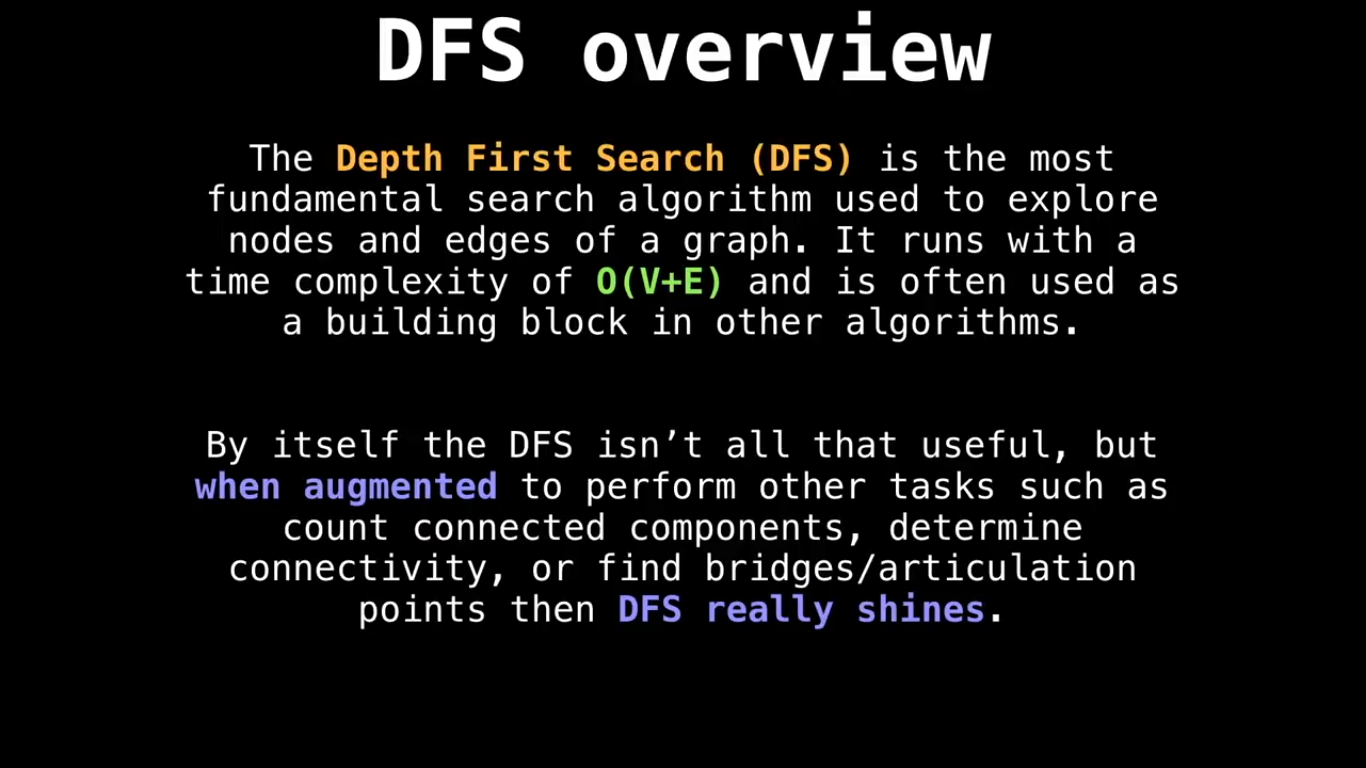 DFS overview
The Depth First Search (DFS) is the most
fundamental search algorithm used to explore
nodes and edges of a graph. It runs with a
time complexity of O(V+E) and is often used as
a building block in other algorithms.
By itself the DFS isn’t all that useful, but
when augmented to perform other tasks such as
count connected components, determine
connectivity, or find bridges/articulation
points then DFS really shines.